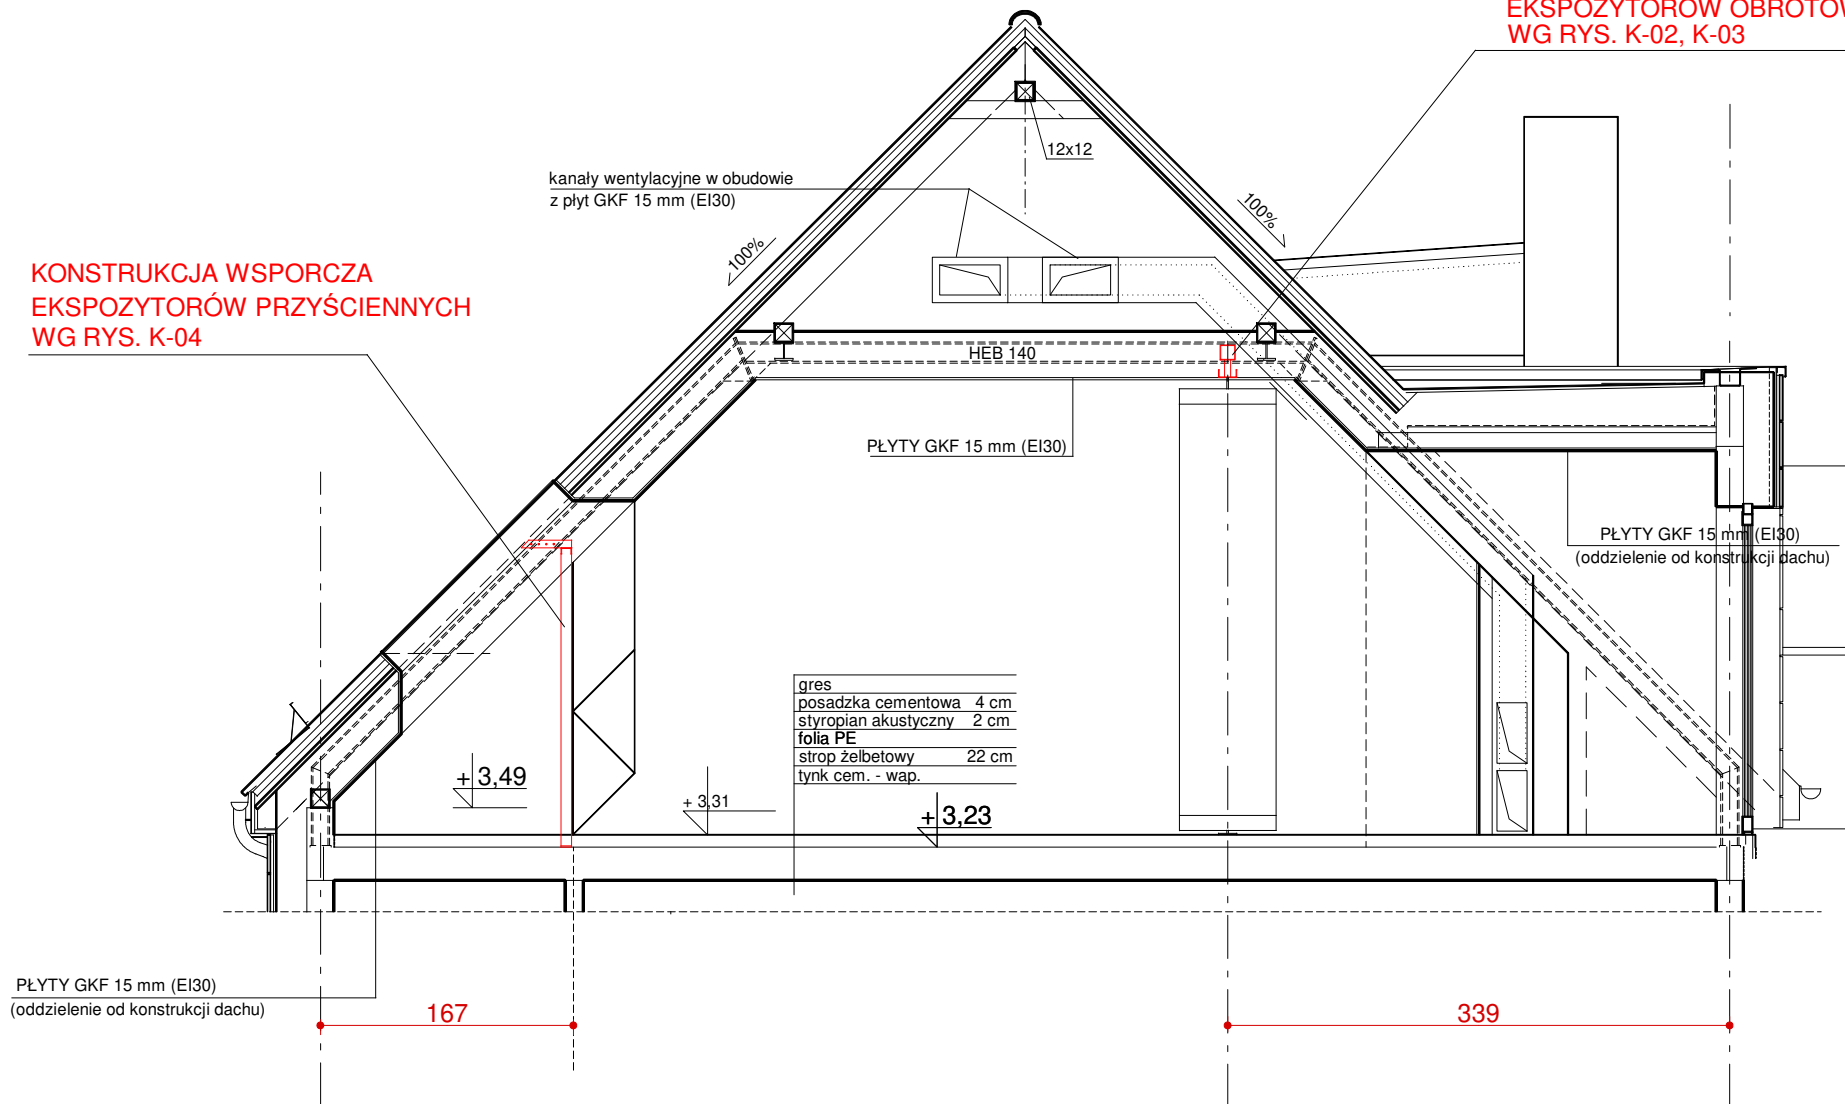 EKSPOZYTORÓW
WG RYS. K-02, K-03
12x12
kanały wentylacyjne w obudowie
z płyt GKF 15 mm (EI30)
100%
100%
KONSTRUKCJA WSPORCZA
EKSPOZYTORÓW PRZYŚCIENNYCH
WG RYS. K-04
HEB 140
PŁYTY GKF 15 mm (EI30)
PŁYTY GKF 15 mm (EI30)
(oddzielenie od konstrukcji dachu)
gres
posadzka cementowa 4 cm
styropian akustyczny 2 cm
folia PE
strop żelbetowy 22 cm
tynk cem. - wap.
+ 3,49
+ 3,31
+ 3,23
PŁYTY GKF 15 mm (EI30)
(oddzielenie od konstrukcji dachu)
167
339